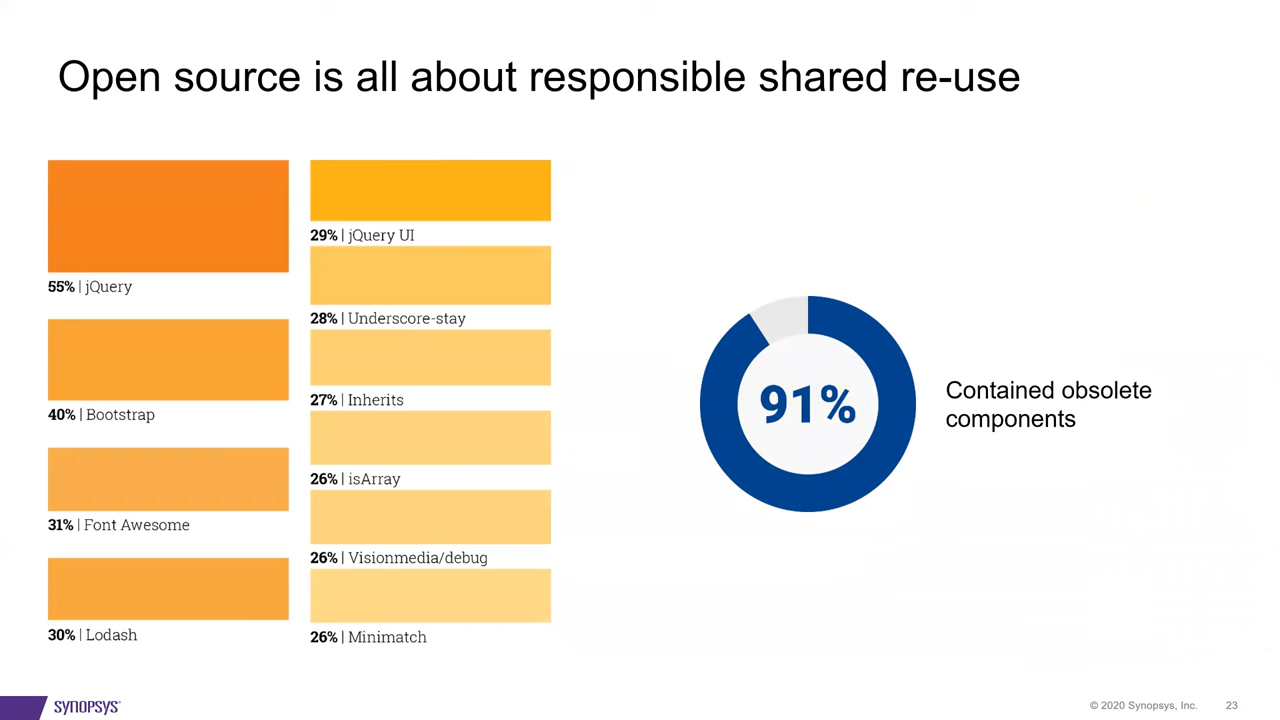 Open source is all about responsible shared re-use
55% | jQuery
40% | Bootstrap
31% | Font Awesome
30% | Lodash
29% | jQuery UI
28% | Underscore-stay
27% | Inherits
26% | isArray
26% | Visionmedia/debug
26% | Minimatch
91%
Contained obsolete
components
SYNOPSYS®
© 2020 Synopsys, Inc.
23